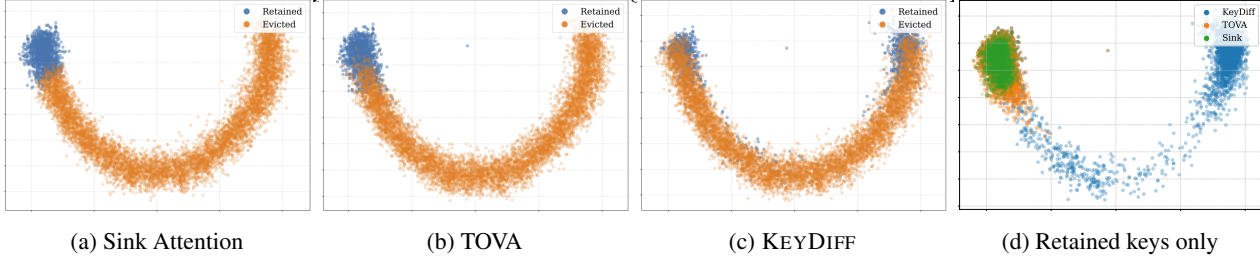 Retained
Evicted
Retained
Evicted
Retained
Evicted
KeyDiff
TOVA
Sink
(a) Sink Attention
(b) TOVA
(c) KEYDIFF
(d) Retained keys only